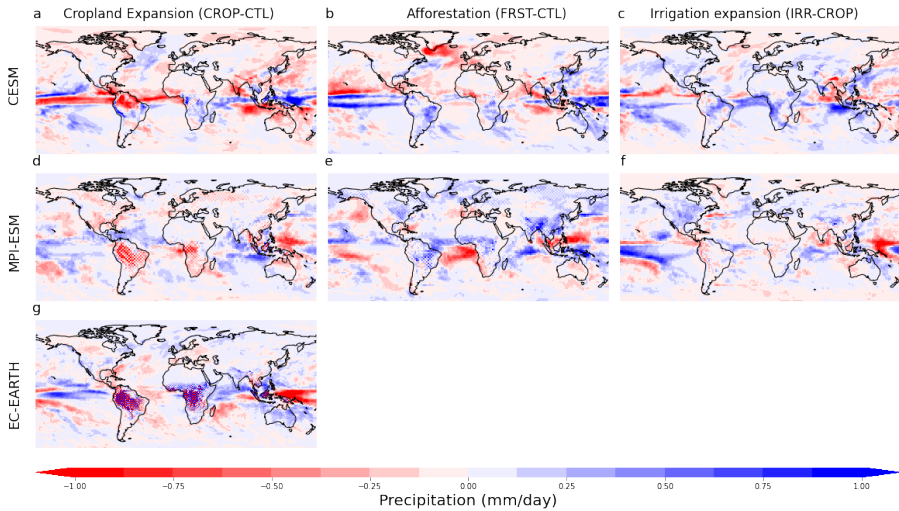 a Cropland Expansion (CROP-CTL) b Afforestation (FRST-CTL) c Irrigation expansion (IRR-CROP)
CESM
d e f
MPI-ESM
g
EC-EARTH
−1.00 −0.75 −0.50 −0.25 0.00 0.25 0.50 0.75 1.00
Precipitation (mm/day)